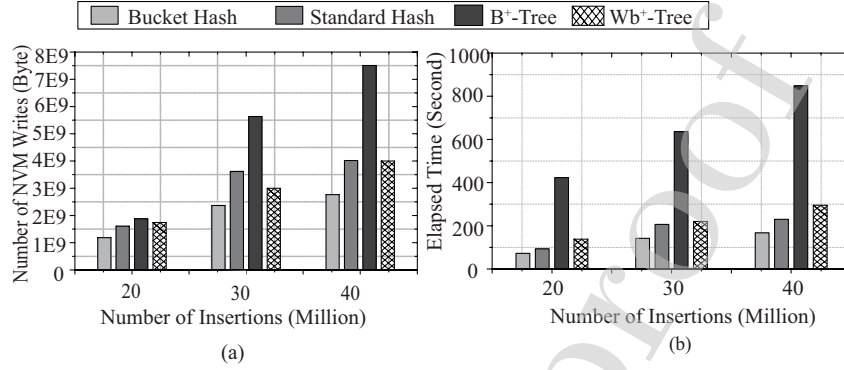 Bucket Hash Standard Hash B⁺-Tree Wb⁺-Tree
Number of NVM Writes (Byte)
8E9
7E9
6E9
5E9
4E9
3E9
2E9
1E9
0
20 30 40
Number of Insertions (Million)
(a)
Elapsed Time (Second)
1000
800
600
400
200
0
20 30 40
Number of Insertions (Million)
(b)
proof